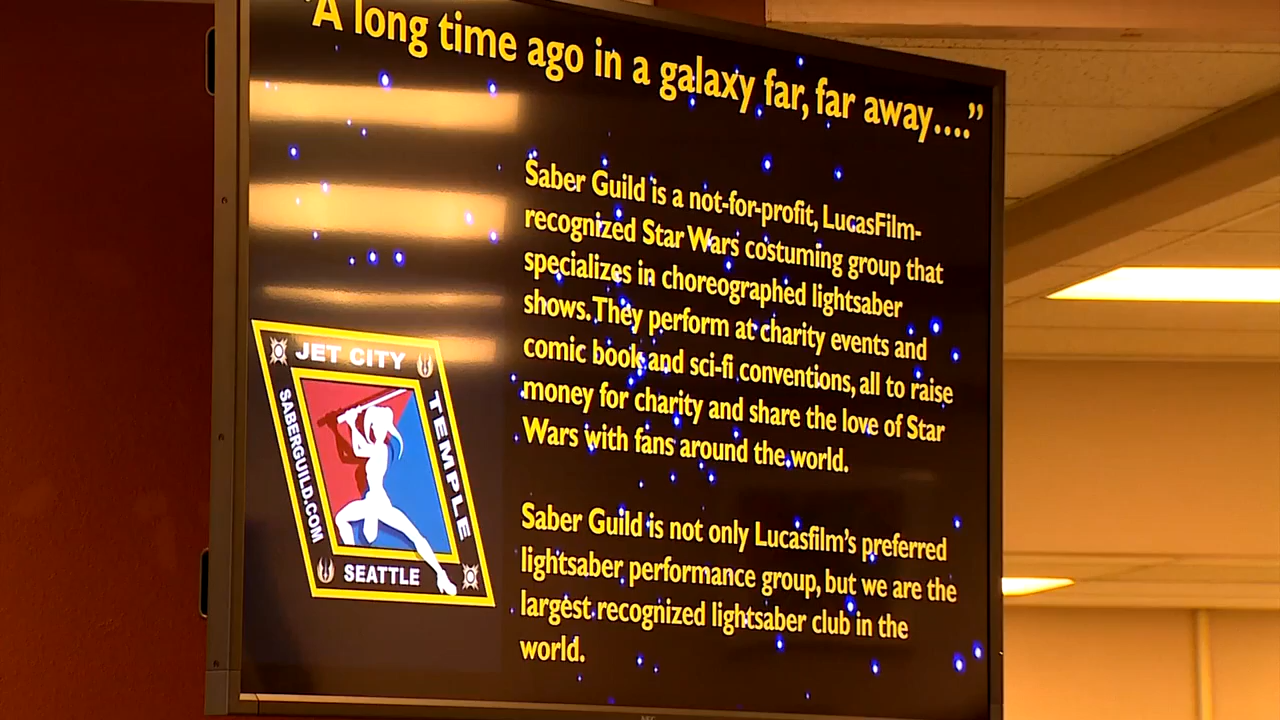 "A long time ago in a galaxy far, far away...."
Saber Guild is a not-for-profit, LucasFilm-
recognized Star Wars costuming group that
specializes in choreographed lightsaber
shows. They perform at charity events and
comic book and sci-fi conventions, all to raise
money for charity and share the love of Star
Wars with fans around the world.
Saber Guild is not only Lucasfilm's preferred
lightsaber performance group, but we are the
largest recognized lightsaber club in the
world.
JET CITY
TEMPLE
SABERGUILD.COM
SEATTLE